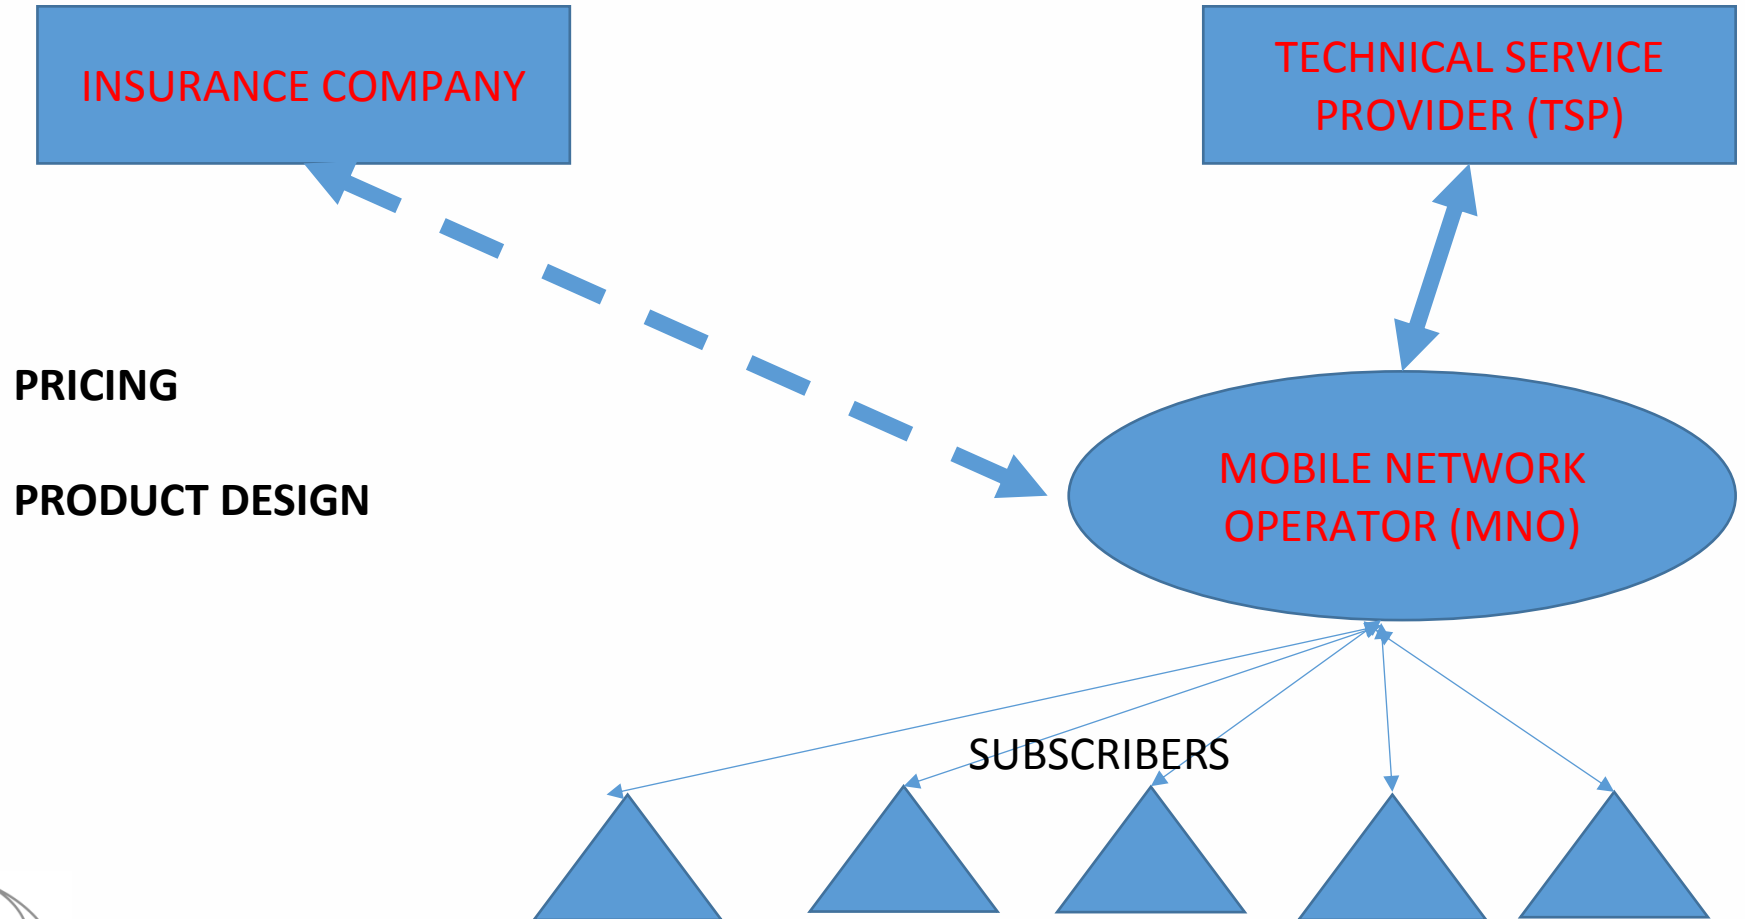 INSURANCE COMPANY
TECHNICAL SERVICE
PROVIDER (TSP)
PRICING
PRODUCT DESIGN
MOBILE NETWORK
OPERATOR (MNO)
SUBSCRIBERS